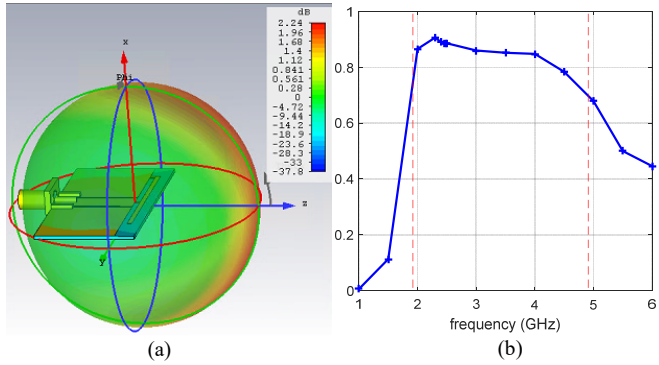 dB
2.24
1.96
1.68
1.4
1.12
0.841
0.561
0.28
0
-4.72
-9.44
-14.2
-18.9
-23.6
-28.3
-33
-37.8
x
Phi
z
y
(a)
1
0.8
0.6
0.4
0.2
0
1 2 3 4 5 6
frequency (GHz)
(b)